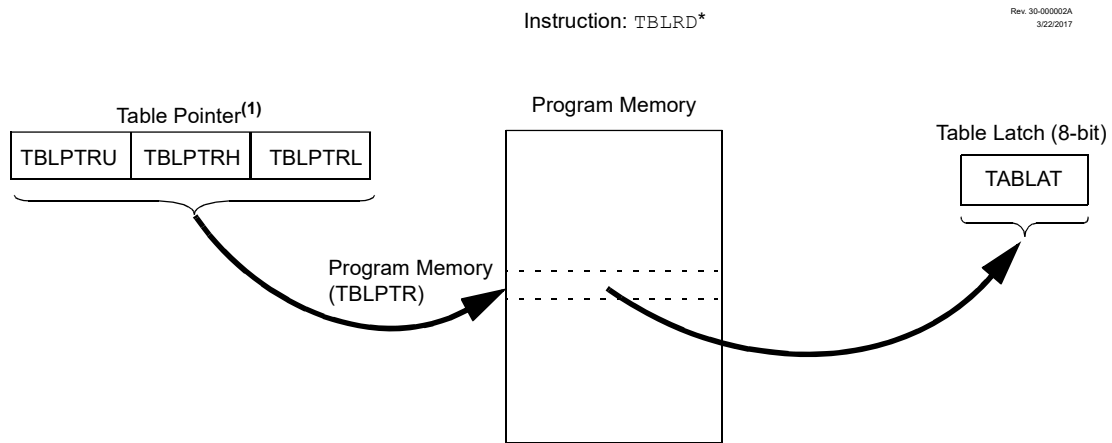 Instruction: TBLRD*
Rev. 30-000002A
3/22/2017
Table Pointer(1)
TBLPTRU TBLPTRH TBLPTRL
Program Memory
Table Latch (8-bit)
TABLAT
Program Memory
(TBLPTR)